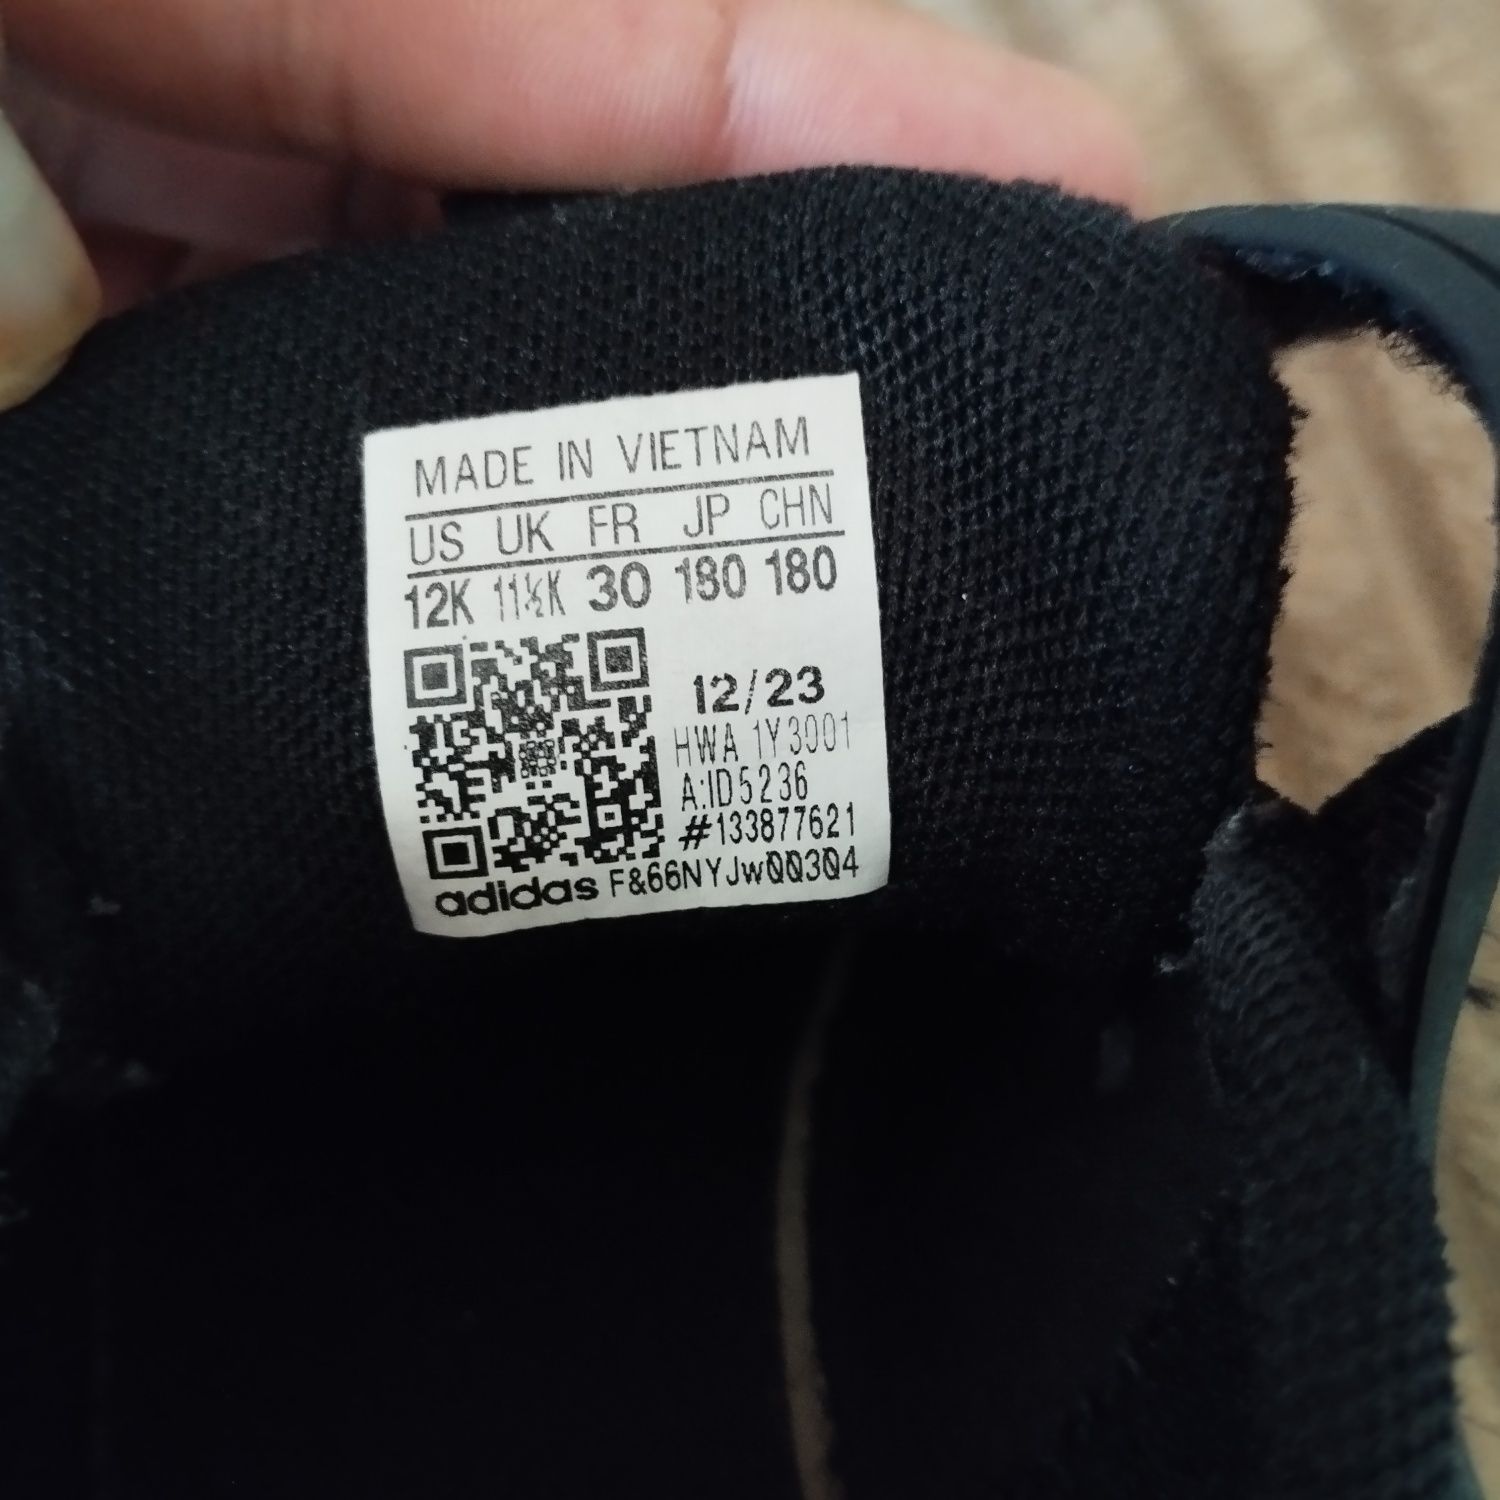 MADE IN VIETNAM
US UK FR JP CHN
12K 11½K 30 180 180
12/23
HWA 1Y3001
A:ID5236
#133877621
adidas F&66NYJw00304